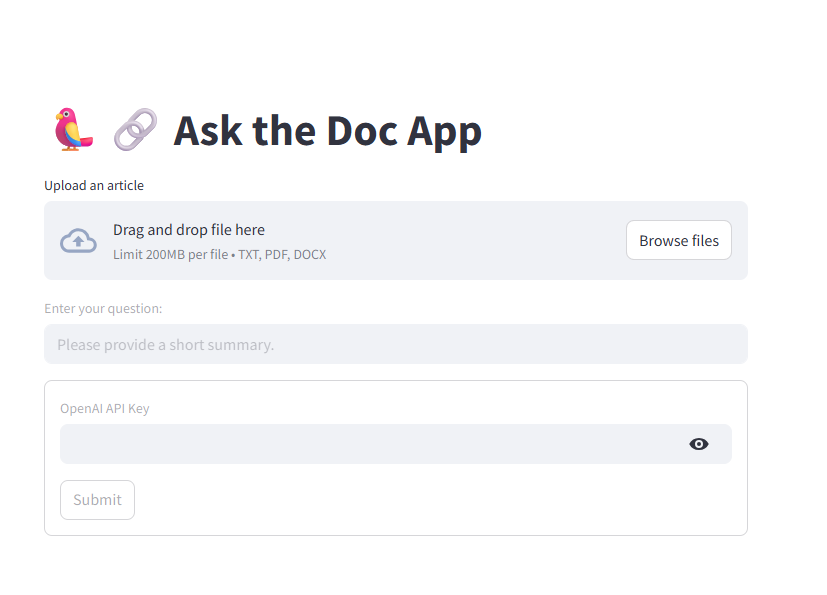 🦜🔗 Ask the Doc App
Upload an article
Drag and drop file here
Limit 200MB per file • TXT, PDF, DOCX
Browse files
Enter your question:
Please provide a short summary.
OpenAI API Key
Submit